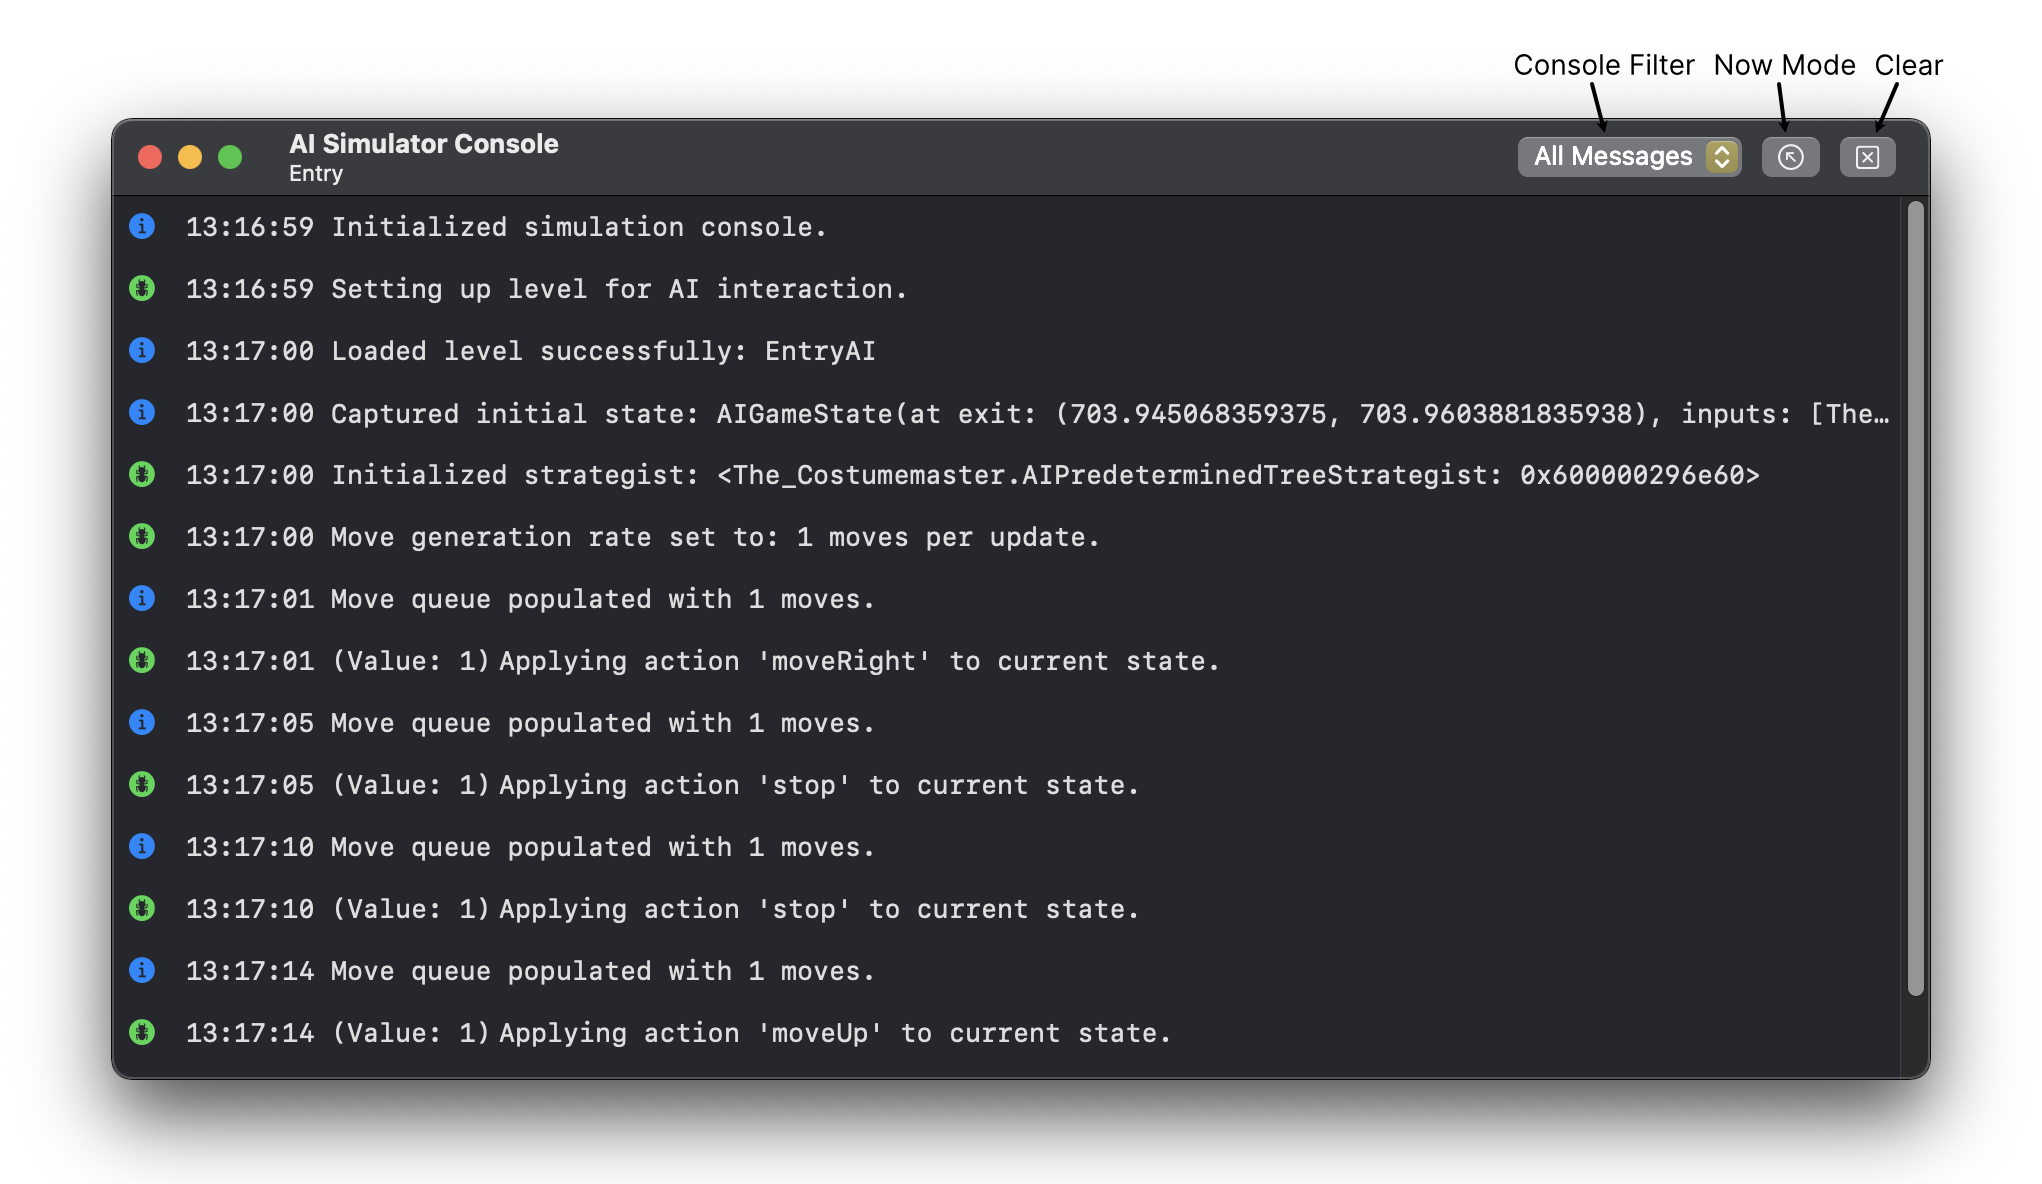 Console Filter Now Mode Clear
AI Simulator Console
Entry
All Messages
13:16:59 Initialized simulation console.
13:16:59 Setting up level for AI interaction.
13:17:00 Loaded level successfully: EntryAI
13:17:00 Captured initial state: AIGameState(at exit: (703.945068359375, 703.9603881835938), inputs: [The…
13:17:00 Initialized strategist: <The_Costumemaster.AIPredeterminedTreeStrategist: 0x600000296e60>
13:17:00 Move generation rate set to: 1 moves per update.
13:17:01 Move queue populated with 1 moves.
13:17:01 (Value: 1) Applying action 'moveRight' to current state.
13:17:05 Move queue populated with 1 moves.
13:17:05 (Value: 1) Applying action 'stop' to current state.
13:17:10 Move queue populated with 1 moves.
13:17:10 (Value: 1) Applying action 'stop' to current state.
13:17:14 Move queue populated with 1 moves.
13:17:14 (Value: 1) Applying action 'moveUp' to current state.